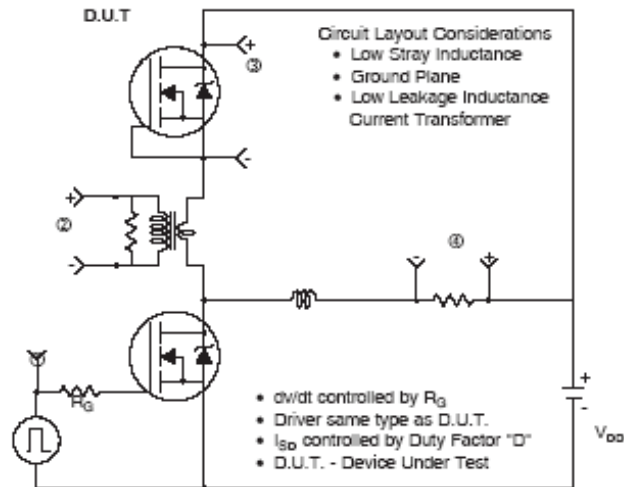 D.U.T
+
③
-
Circuit Layout Considerations
• Low Stray Inductance
• Ground Plane
• Low Leakage Inductance
Current Transformer
+
②
-
④
- +
RG
• dv/dt controlled by RG
• Driver same type as D.U.T.
• ISD controlled by Duty Factor "D"
• D.U.T. - Device Under Test
+
-
VDD